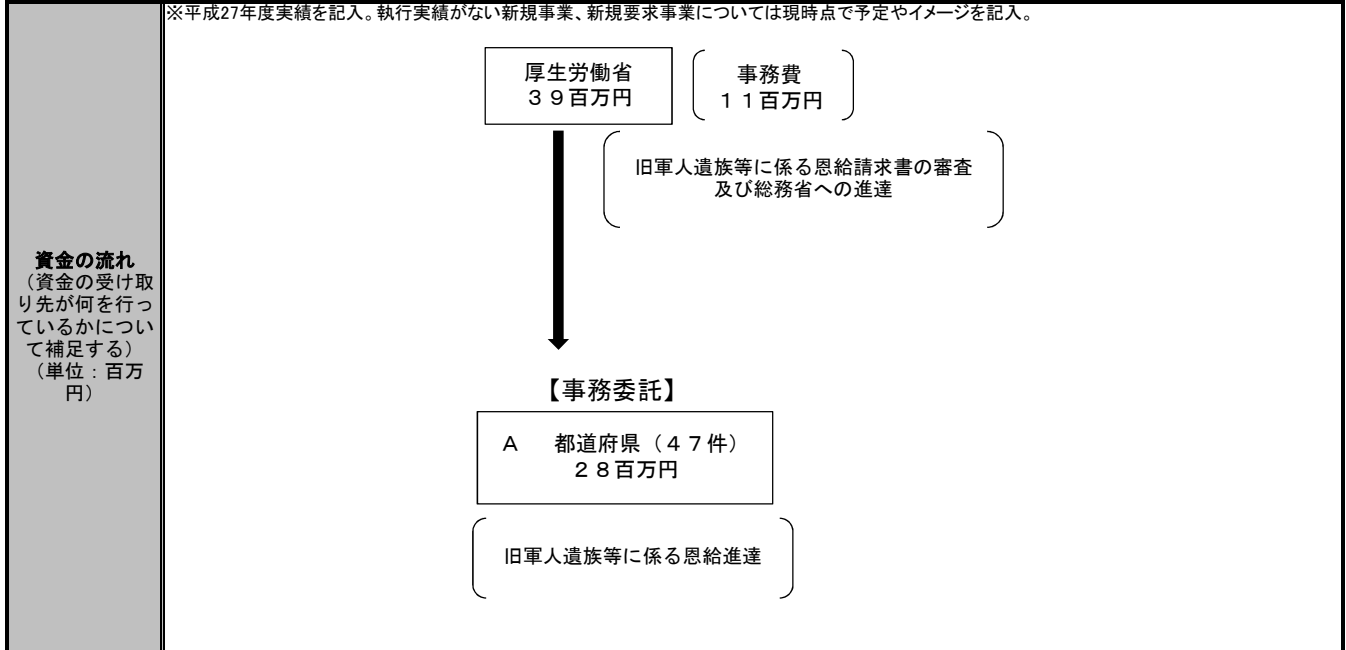 ※平成27年度実績を記入。執行実績がない新規事業、新規要求事業については現時点で予定やイメージを記入。
厚生労働省
３９百万円
事務費
１１百万円
旧軍人遺族等に係る恩給請求書の審査
及び総務省への進達
資金の流れ
（資金の受け取
り先が何を行っ
ているかについ
て補足する）
（単位：百万
円）
【事務委託】
Ａ　都道府県（４７件）
２８百万円
旧軍人遺族等に係る恩給進達